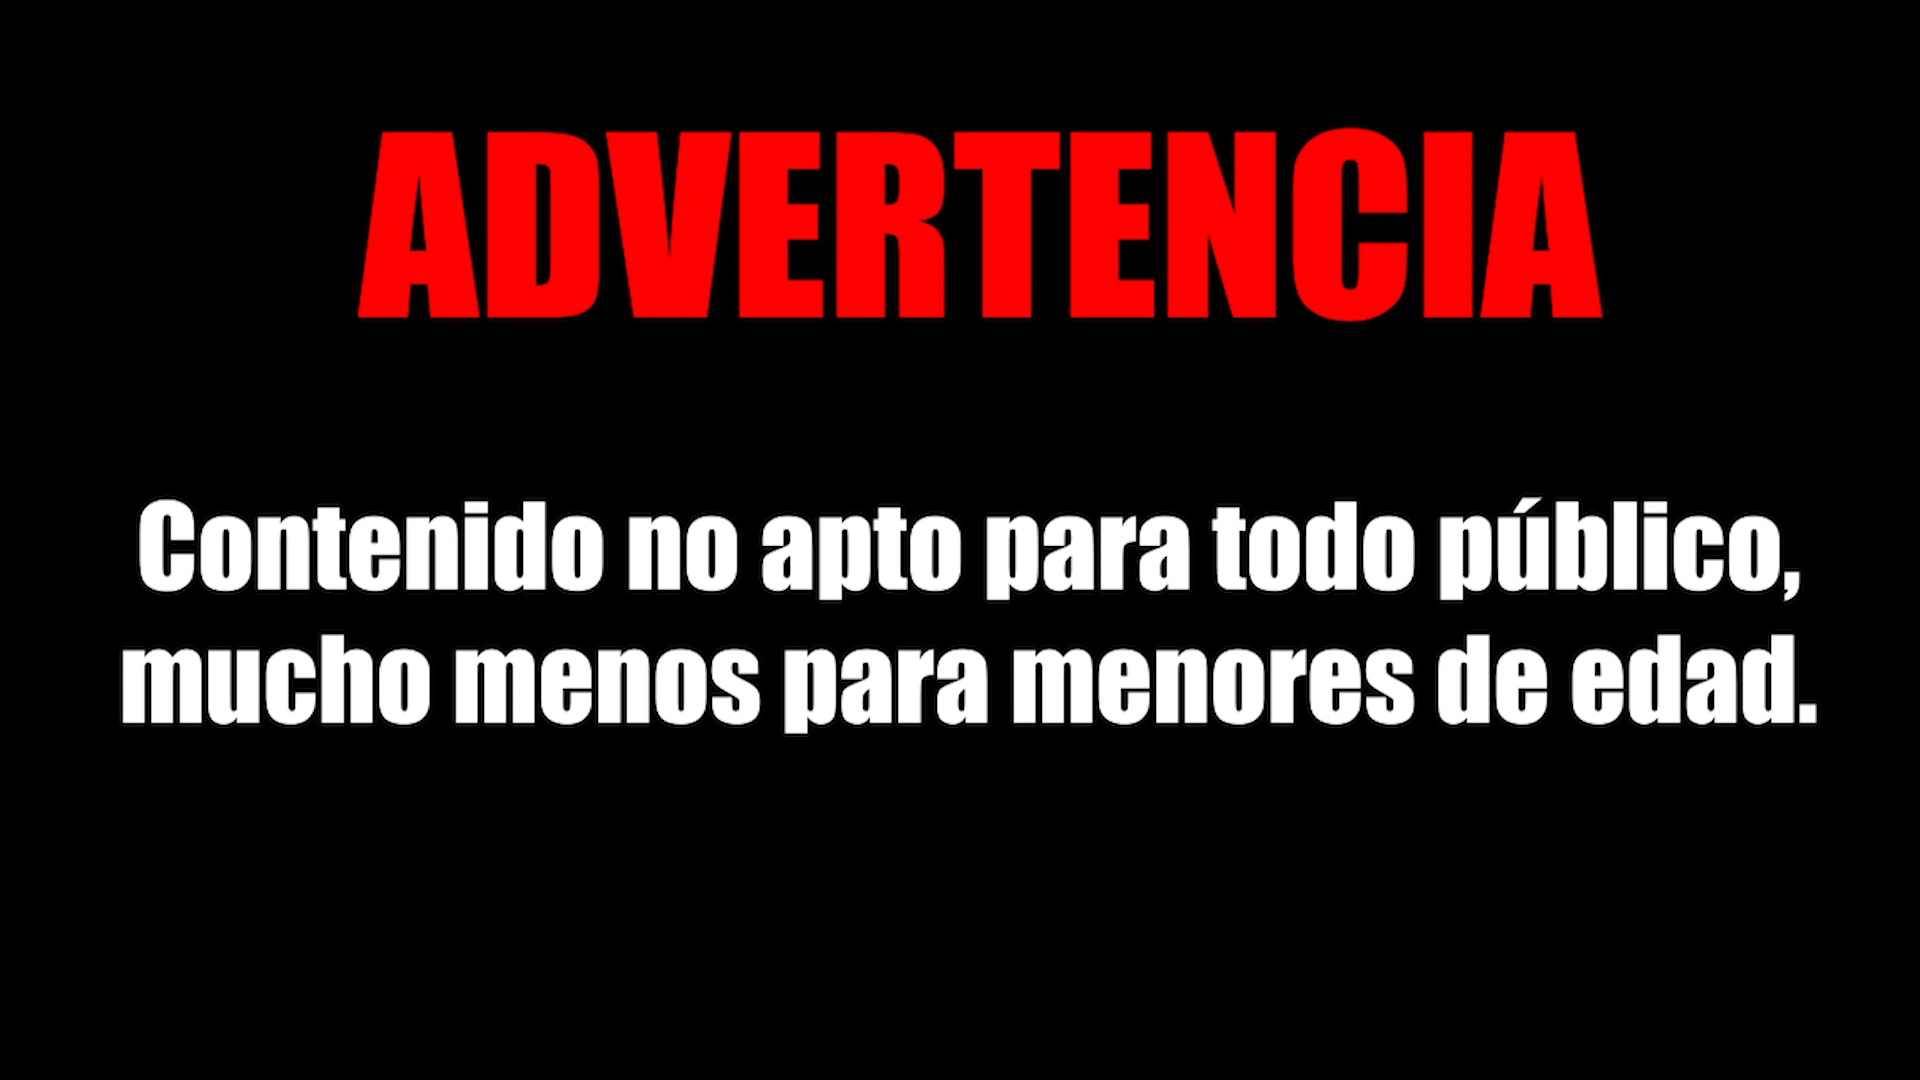 ADVERTENCIA
Contenido no apto para todo público,
mucho menos para menores de edad.